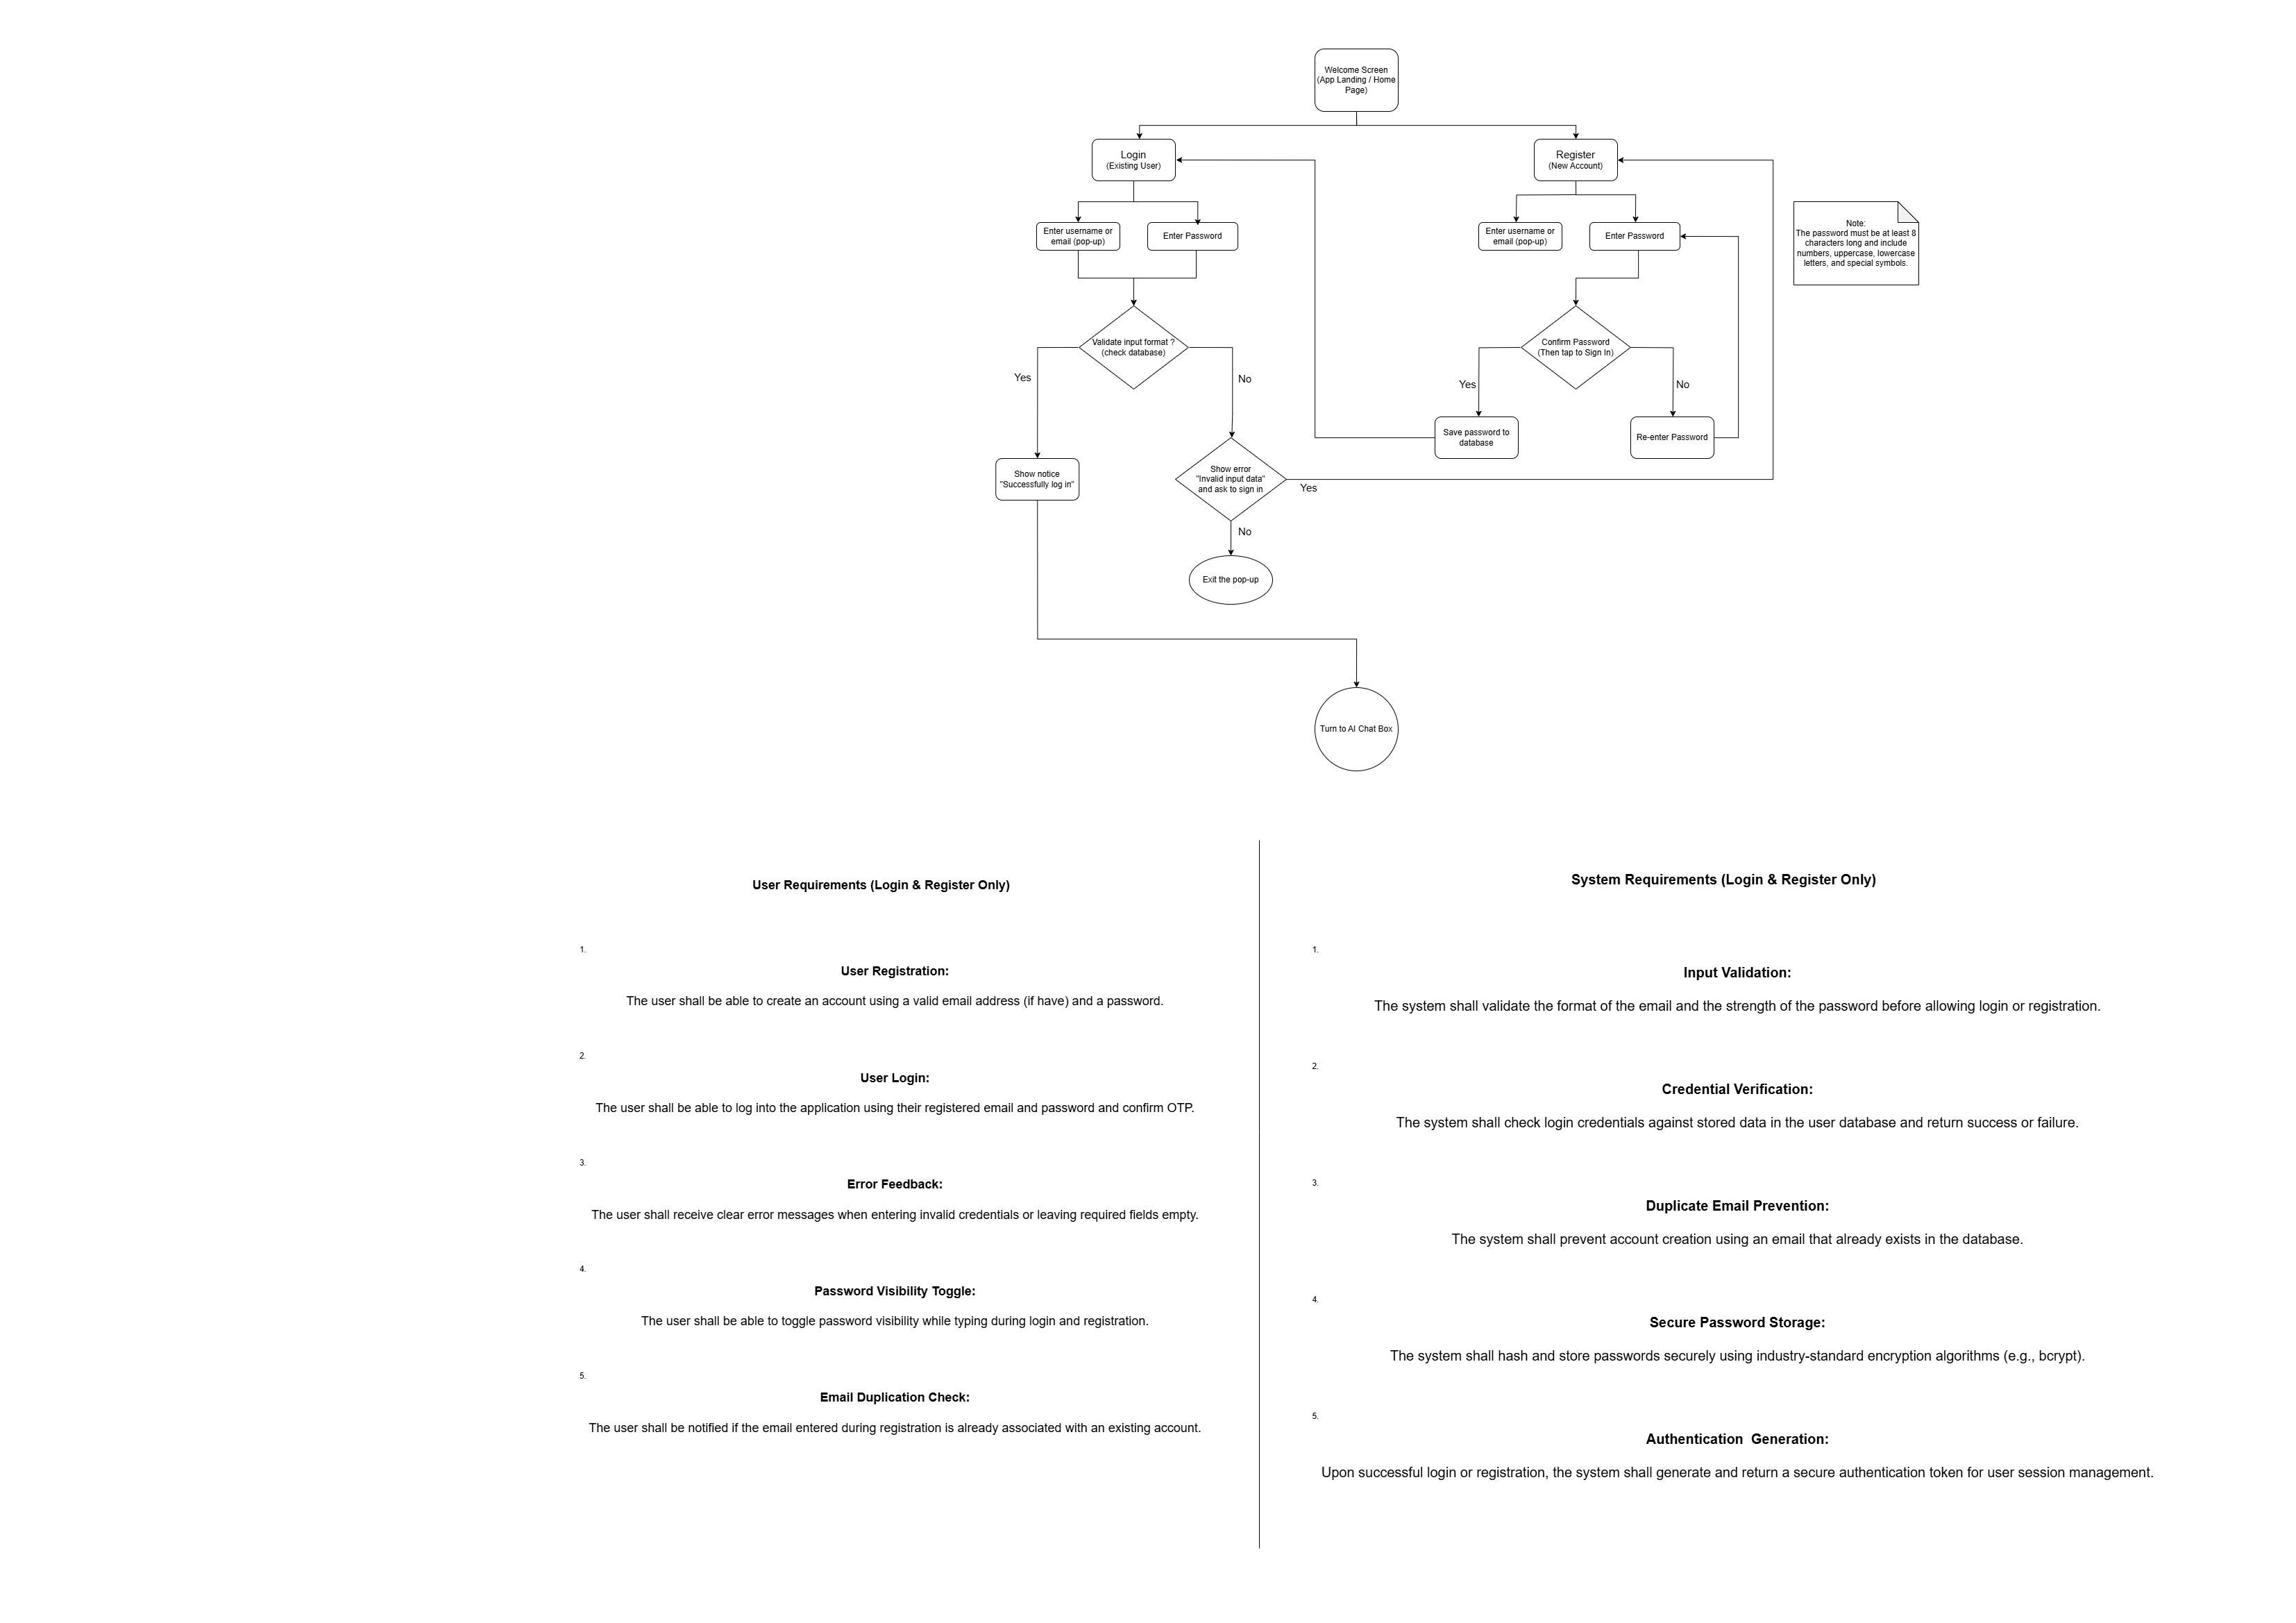 Welcome Screen
(App Landing / Home
Page)
Login
(Existing User)
Register
(New Account)
Enter username or
email (pop-up)
Enter Password
Enter username or
email (pop-up)
Enter Password
Note:
The password must be at least 8
characters long and include
numbers, uppercase, lowercase
letters, and special symbols.
Validate input format ?
(check database)
Confirm Password
(Then tap to Sign In)
Yes
No
Yes
No
Save password to
database
Re-enter Password
Show notice
"Successfully log in"
Show error
"Invalid input data"
and ask to sign in
Yes
No
Exit the pop-up
Turn to AI Chat Box
User Requirements (Login & Register Only)
1.
User Registration:
The user shall be able to create an account using a valid email address (if have) and a password.
2.
User Login:
The user shall be able to log into the application using their registered email and password and confirm OTP.
3.
Error Feedback:
The user shall receive clear error messages when entering invalid credentials or leaving required fields empty.
4.
Password Visibility Toggle:
The user shall be able to toggle password visibility while typing during login and registration.
5.
Email Duplication Check:
The user shall be notified if the email entered during registration is already associated with an existing account.
System Requirements (Login & Register Only)
1.
Input Validation:
The system shall validate the format of the email and the strength of the password before allowing login or registration.
2.
Credential Verification:
The system shall check login credentials against stored data in the user database and return success or failure.
3.
Duplicate Email Prevention:
The system shall prevent account creation using an email that already exists in the database.
4.
Secure Password Storage:
The system shall hash and store passwords securely using industry-standard encryption algorithms (e.g., bcrypt).
5.
Authentication  Generation:
Upon successful login or registration, the system shall generate and return a secure authentication token for user session management.